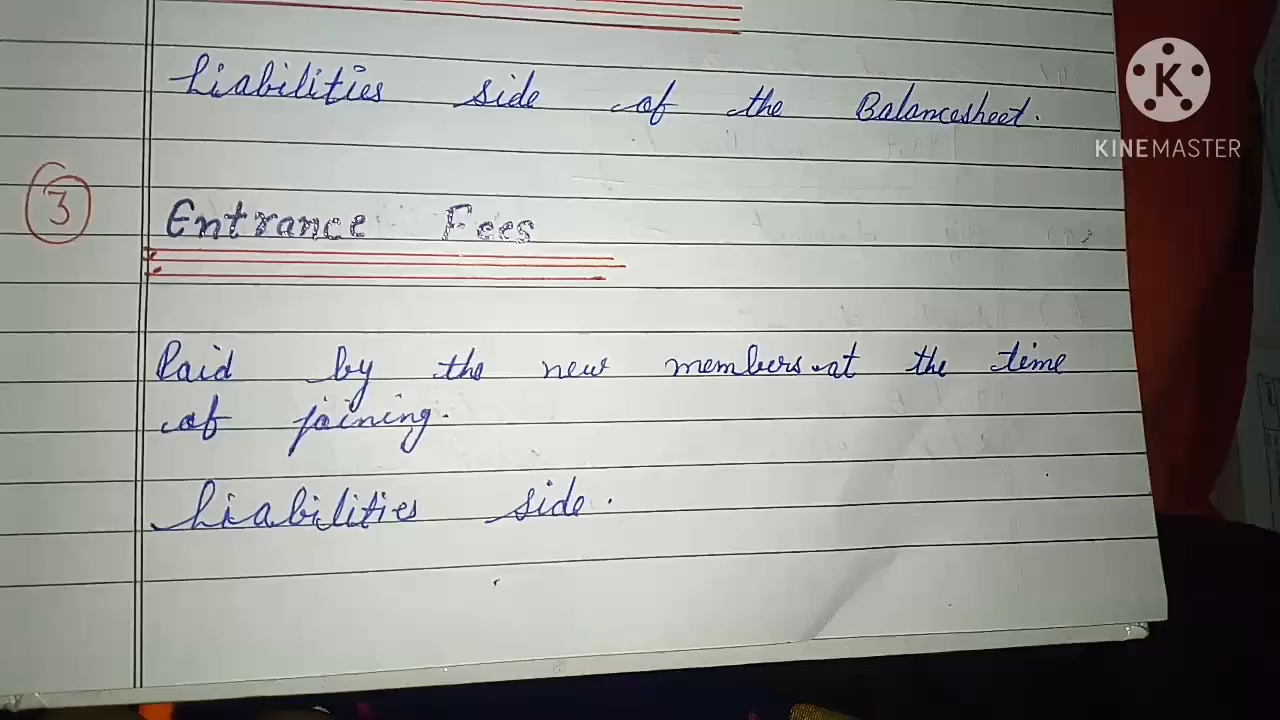 Liabilities side of the Balancesheet.
3
Entrance Fees
Paid by the new members at the time
of joining.
Liabilities side.
K
KINEMASTER